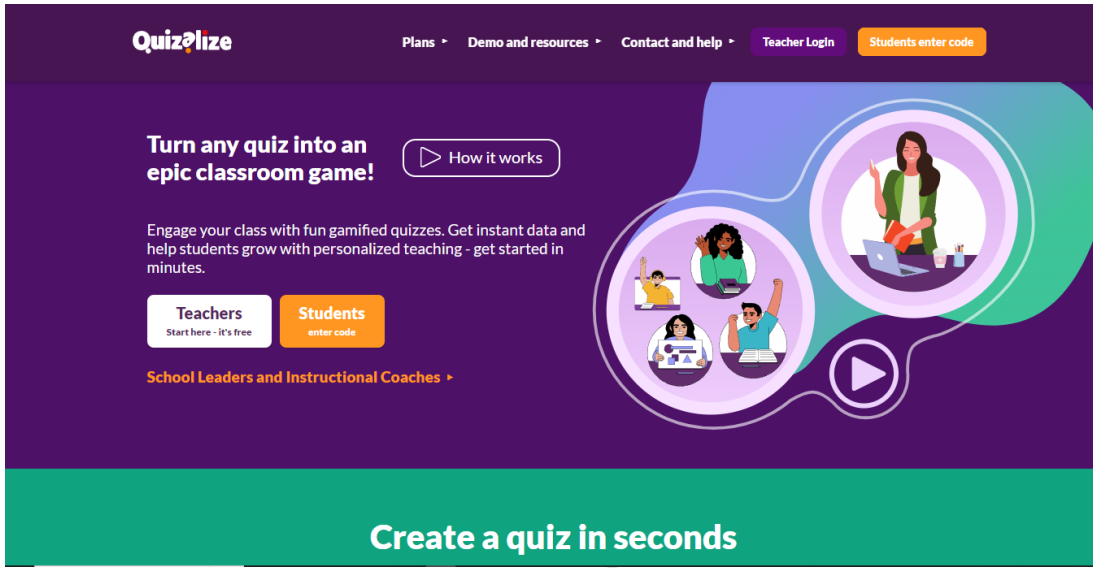 Quizalize
Plans ▸
Demo and resources ▸
Contact and help ▸
Teacher Login
Students enter code
Turn any quiz into an
epic classroom game!
How it works
Engage your class with fun gamified quizzes. Get instant data and
help students grow with personalized teaching - get started in
minutes.
Teachers
Start here - it's free
Students
enter code
School Leaders and Instructional Coaches ▸
Create a quiz in seconds